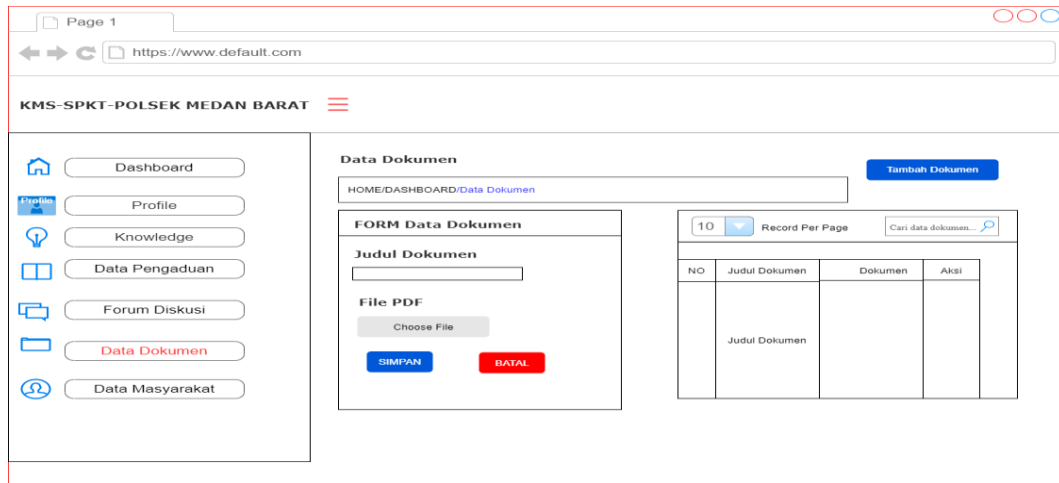 Page 1
https://www.default.com
KMS-SPKT-POLSEK MEDAN BARAT
Dashboard
Profile
Profile
Knowledge
Data Pengaduan
Forum Diskusi
Data Dokumen
Data Masyarakat
Data Dokumen
Tambah Dokumen
HOME/DASHBOARD/Data Dokumen
FORM Data Dokumen
Judul Dokumen
File PDF
Choose File
SIMPAN BATAL
10 Record Per Page Cari data dokumen...
NO Judul Dokumen Dokumen Aksi
Judul Dokumen